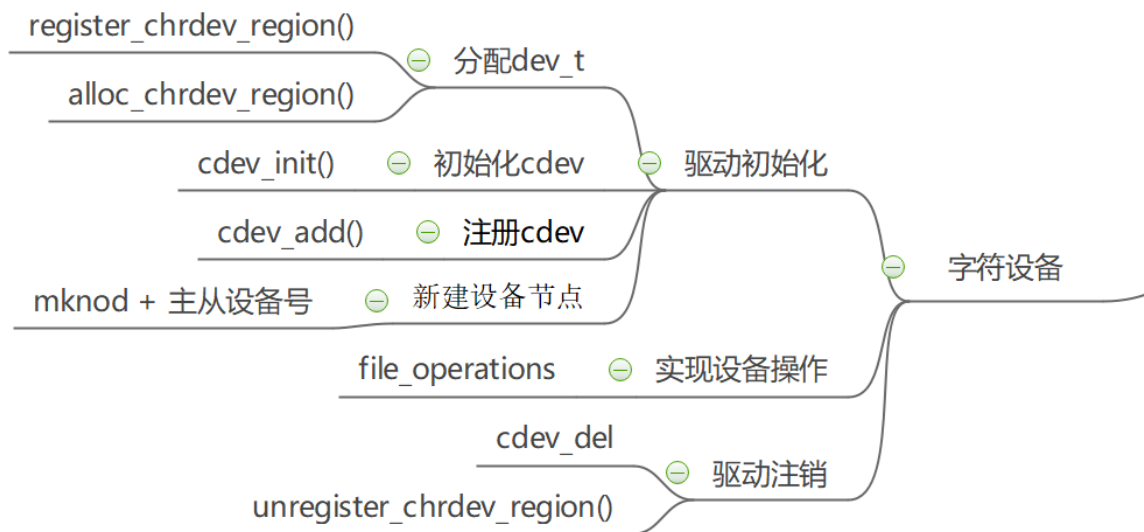 register_chrdev_region()
分配dev_t
alloc_chrdev_region()
cdev_init()
初始化cdev
驱动初始化
cdev_add()
注册cdev
字符设备
mknod + 主从设备号
新建设备节点
file_operations
实现设备操作
cdev_del
驱动注销
unregister_chrdev_region()